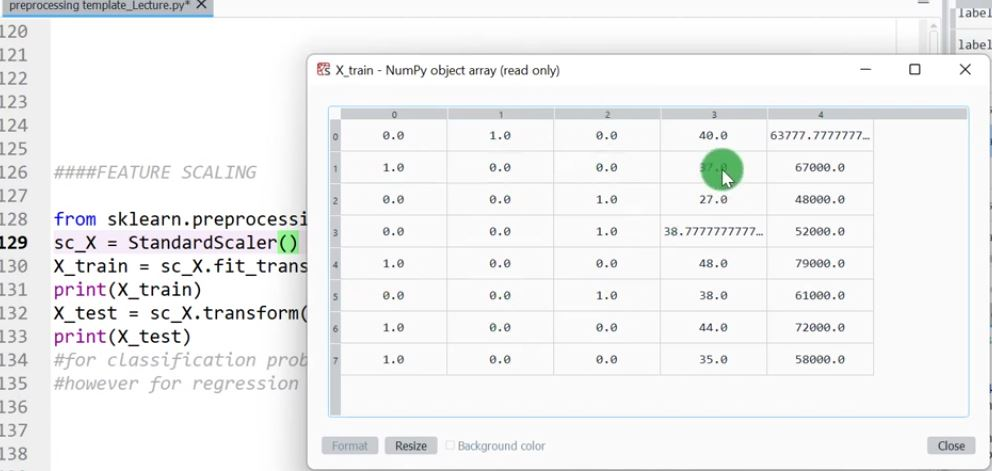 preprocessing template_Lecture.py* ✕
label
label
120
121
122
123
124
125
126 ####FEATURE SCALING
127
128 from sklearn.preprocessi
129 sc_X = StandardScaler()
130 X_train = sc_X.fit_trans
131 print(X_train)
132 X_test = sc_X.transform(
133 print(X_test)
134 #for classification prob
135 #however for regression
136
137
138
X_train - NumPy object array (read only)
0 1 2 3 4
0 0.0 1.0 0.0 40.0 63777.7777777…
1 1.0 0.0 0.0 37.0 67000.0
2 0.0 0.0 1.0 27.0 48000.0
3 0.0 0.0 1.0 38.7777777777… 52000.0
4 1.0 0.0 0.0 48.0 79000.0
5 0.0 0.0 1.0 38.0 61000.0
6 1.0 0.0 0.0 44.0 72000.0
7 1.0 0.0 0.0 35.0 58000.0
Format Resize Background color Close